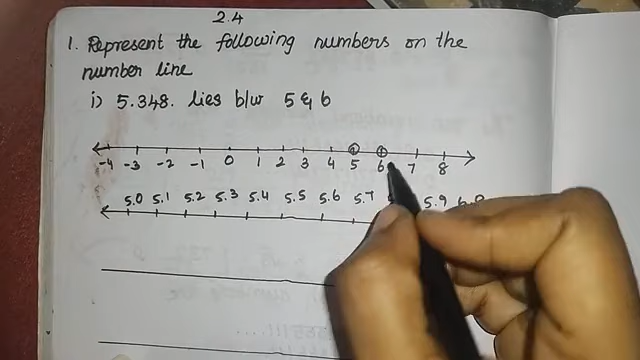 2.4
1. Represent the following numbers on the
number line
i) 5.348. lies b/w 5 & 6
-4 -3 -2 -1 0 1 2 3 4 5 6 7 8
5.0 5.1 5.2 5.3 5.4 5.5 5.6 5.7 5.9 6.0